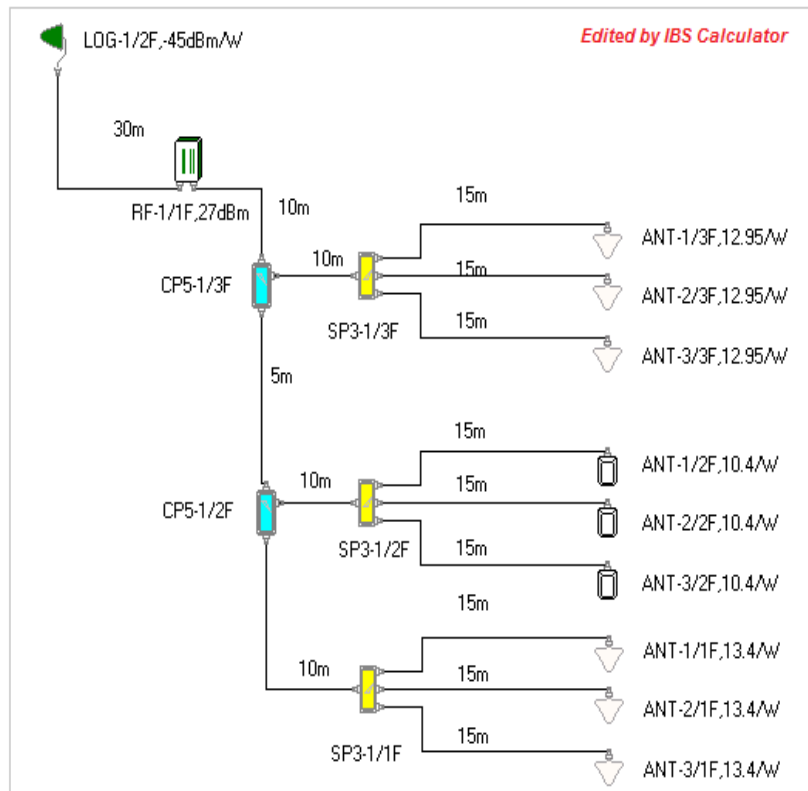 LOG-1/2F,-45dBm/W
Edited by IBS Calculator
30m
RF-1/1F,27dBm
10m
15m
ANT-1/3F,12.95/W
CP5-1/3F
10m
15m
ANT-2/3F,12.95/W
SP3-1/3F
15m
ANT-3/3F,12.95/W
5m
15m
ANT-1/2F,10.4/W
CP5-1/2F
10m
15m
ANT-2/2F,10.4/W
SP3-1/2F
15m
ANT-3/2F,10.4/W
15m
ANT-1/1F,13.4/W
10m
15m
ANT-2/1F,13.4/W
SP3-1/1F
15m
ANT-3/1F,13.4/W